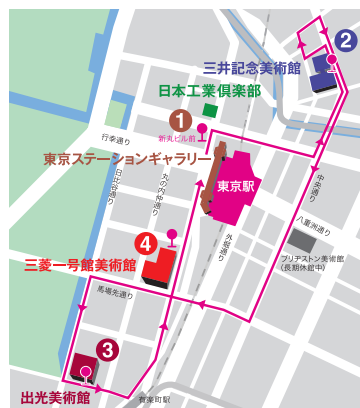 2
三井記念美術館
日本工業倶楽部
1
新丸ビル前
行幸通り
東京ステーションギャラリー
日比谷通り
丸の内仲通り
東京駅
中央通り
八重洲通り
外堀通り
4
三菱一号館美術館
ブリヂストン美術館
(長期休館中)
馬場先通り
3
出光美術館
有楽町駅